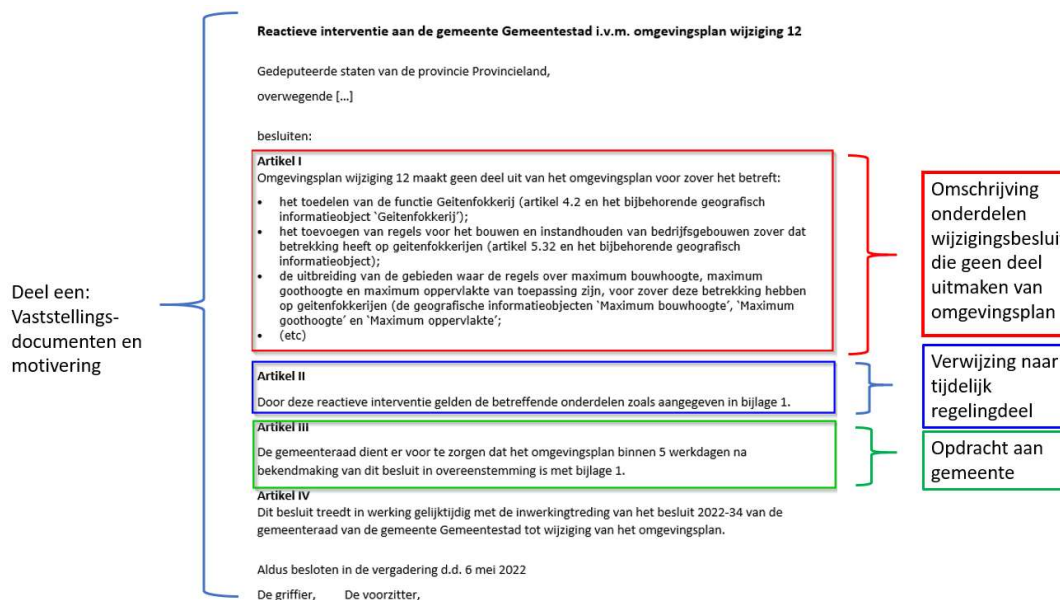 Reactieve interventie aan de gemeente Gemeentestad i.v.m. omgevingsplan wijziging 12
Gedeputeerde staten van de provincie Provincieland,
overwegende [...]
besluiten:
Artikel I
Omgevingsplan wijziging 12 maakt geen deel uit van het omgevingsplan voor zover het betreft:
• het toedelen van de functie Geitenfokkerij (artikel 4.2 en het bijbehorende geografisch
informatieobject ‘Geitenfokkerij’);
• het toevoegen van regels voor het bouwen en instandhouden van bedrijfsgebouwen zover dat
betrekking heeft op geitenfokkerijen (artikel 5.32 en het bijbehorende geografisch
informatieobject);
• de uitbreiding van de gebieden waar de regels over maximum bouwhoogte, maximum
goothoogte en maximum oppervlakte van toepassing zijn, voor zover deze betrekking hebben
op geitenfokkerijen (de geografische informatieobjecten ‘Maximum bouwhoogte’, ‘Maximum
goothoogte’ en ‘Maximum oppervlakte’;
• (etc)
Artikel II
Door deze reactieve interventie gelden de betreffende onderdelen zoals aangegeven in bijlage 1.
Artikel III
De gemeenteraad dient er voor te zorgen dat het omgevingsplan binnen 5 werkdagen na
bekendmaking van dit besluit in overeenstemming is met bijlage 1.
Artikel IV
Dit besluit treedt in werking gelijktijdig met de inwerkingtreding van het besluit 2022-34 van de
gemeenteraad van de gemeente Gemeentestad tot wijziging van het omgevingsplan.
Aldus besloten in de vergadering d.d. 6 mei 2022
De griffier, De voorzitter,
Deel een:
Vaststellings-
documenten en
motivering
Omschrijving
onderdelen
wijzigingsbesluit
die geen deel
uitmaken van
omgevingsplan
Verwijzing naar
tijdelijk
regelingdeel
Opdracht aan
gemeente